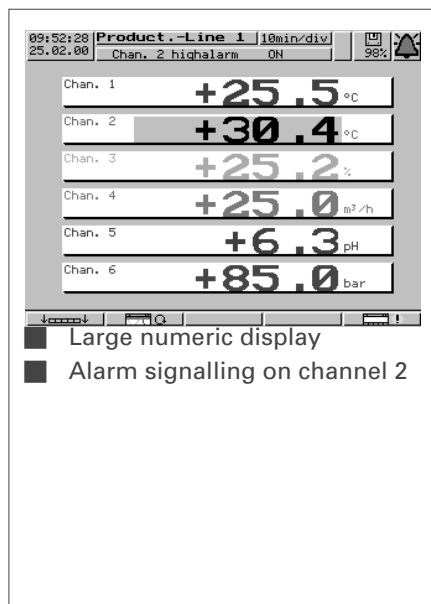 09:52:28 Product.-Line 1 10min/div
25.02.00 Chan. 2 highalarm ON 98%
Chan. 1 +25.5 °C
Chan. 2 +30.4 °C
Chan. 3 +25.2 %
Chan. 4 +25.0 m³/h
Chan. 5 +6.3 pH
Chan. 6 +85.0 bar
!
Large numeric display
Alarm signalling on channel 2